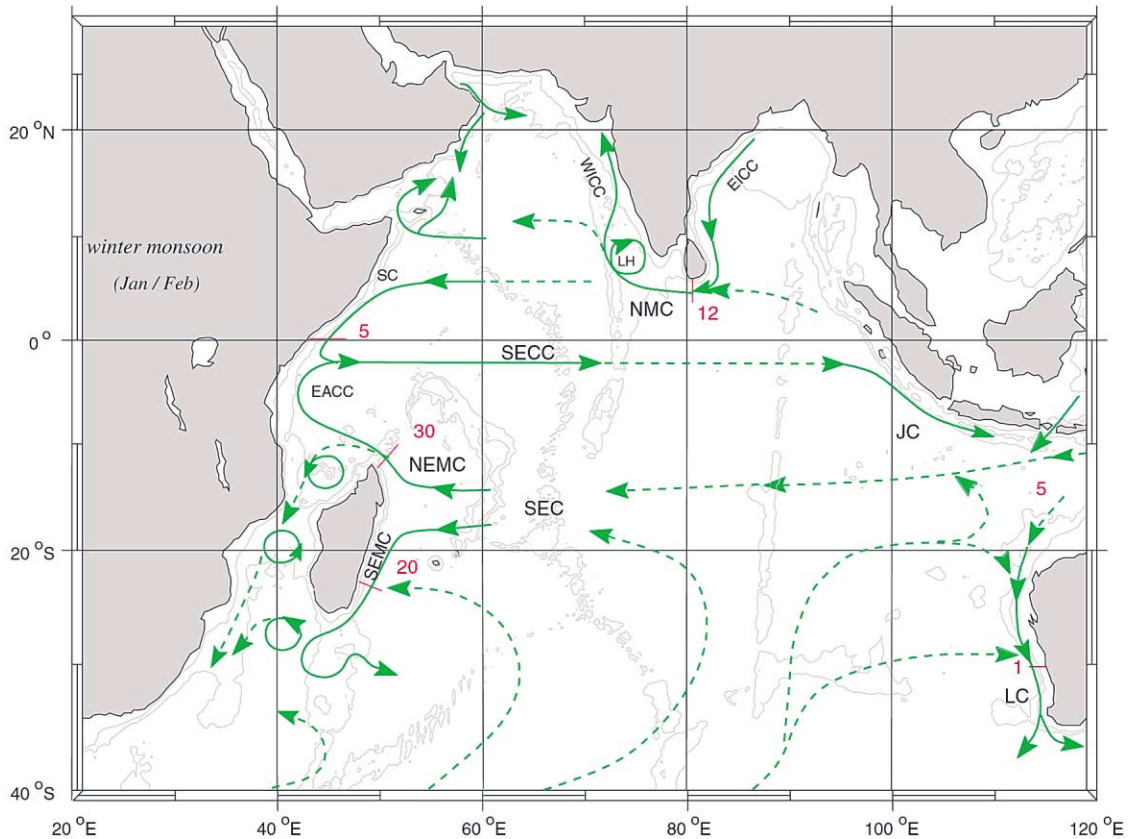 20 °N
WICC
EICC
winter monsoon
(Jan / Feb)
LH
SC
NMC
12
5
0 °
SECC
EACC
30
JC
NEMC
5
SEC
20 °S
SEMC
20
1
LC
40 °S
20 °E
40 °E
60 °E
80 °E
100 °E
120 °E